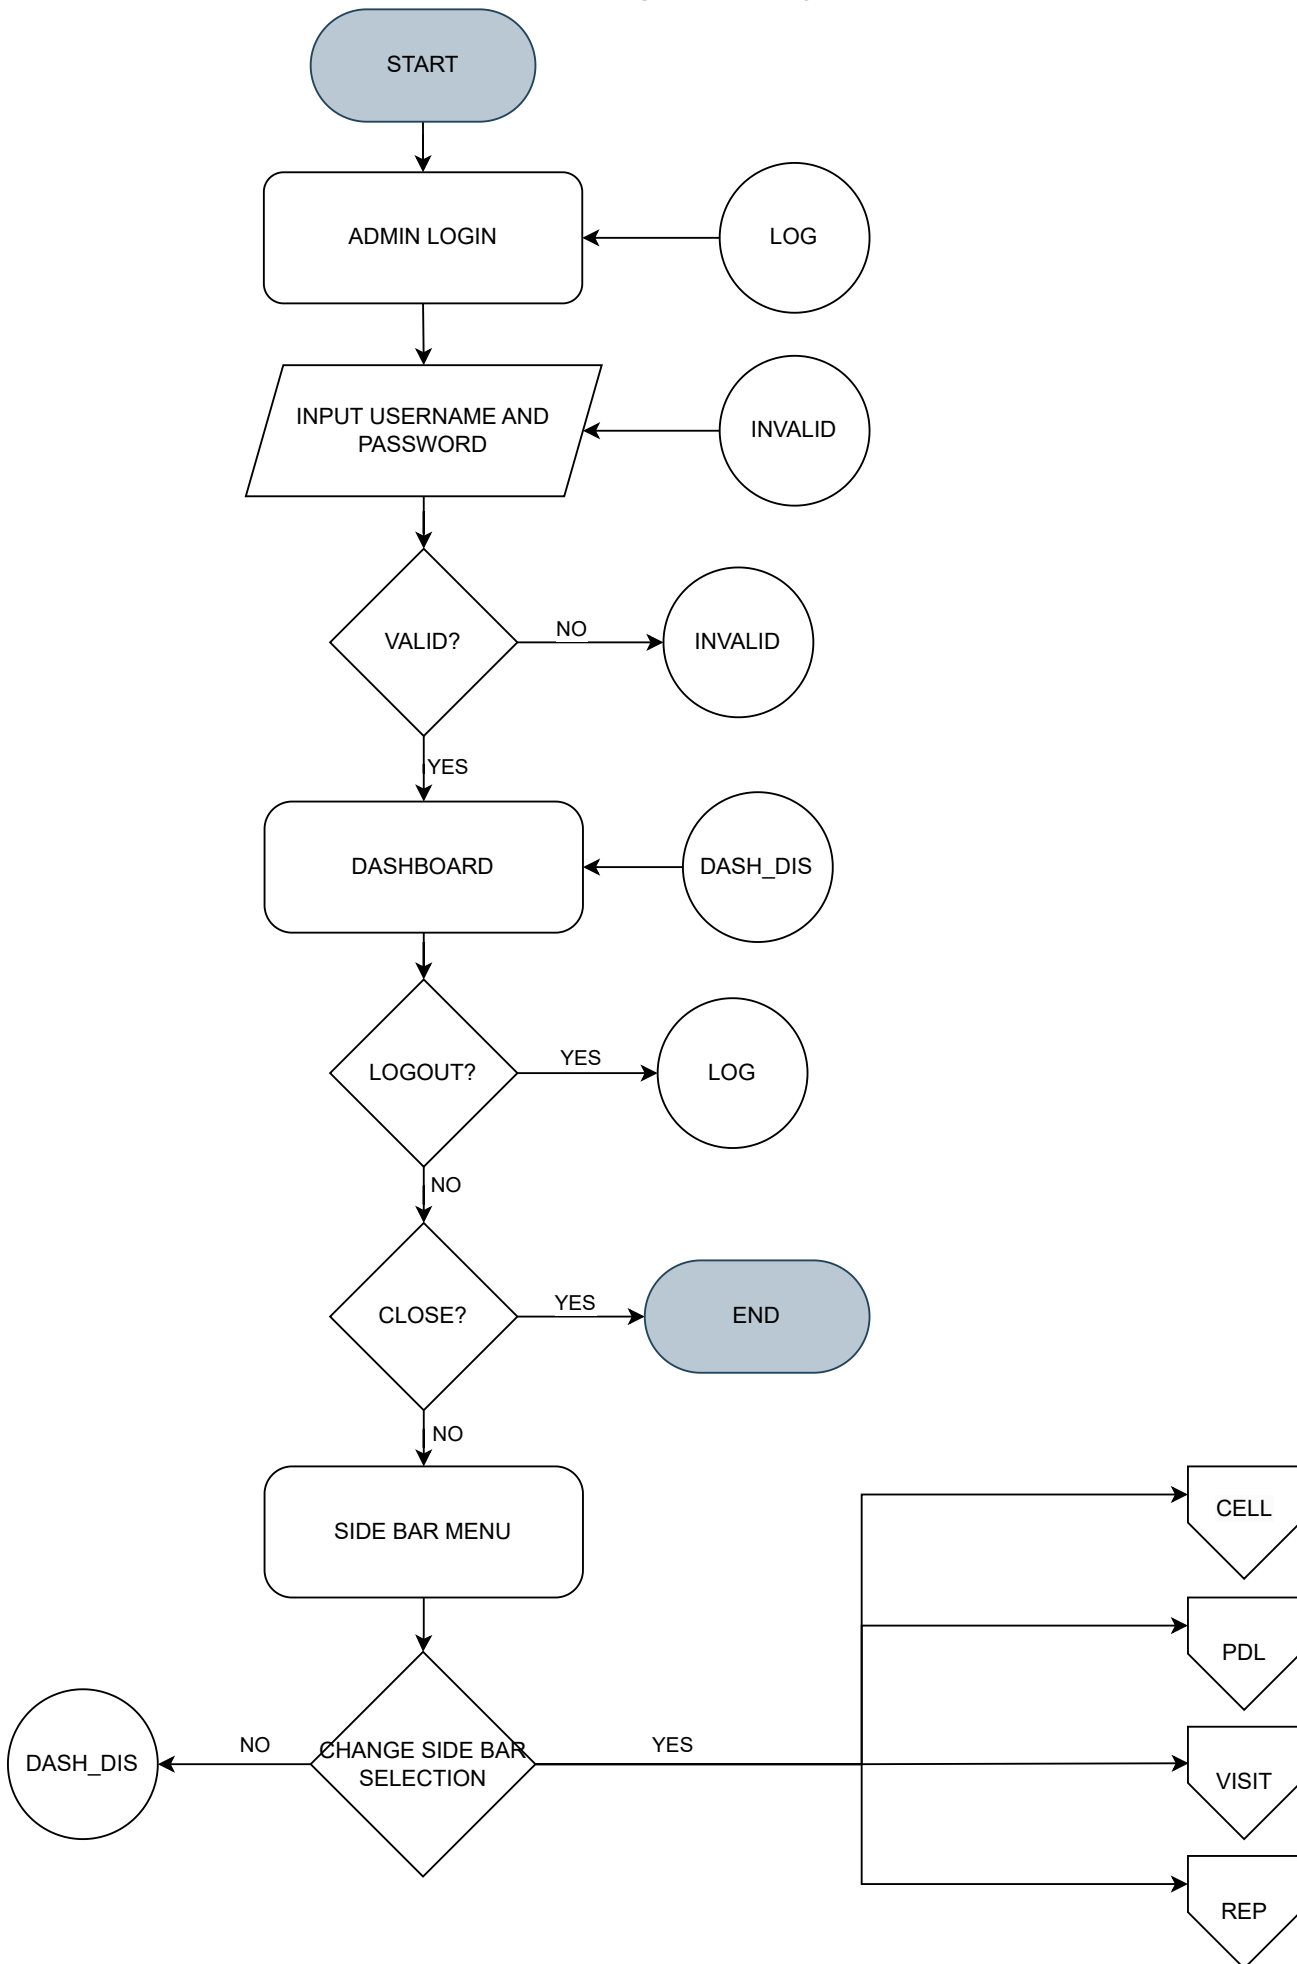 START
ADMIN LOGIN
LOG
INPUT USERNAME AND
PASSWORD
INVALID
VALID?
NO
INVALID
YES
DASHBOARD
DASH_DIS
LOGOUT?
YES
LOG
NO
CLOSE?
YES
END
NO
SIDE BAR MENU
CELL
PDL
DASH_DIS
NO
CHANGE SIDE BAR
SELECTION
YES
VISIT
REP